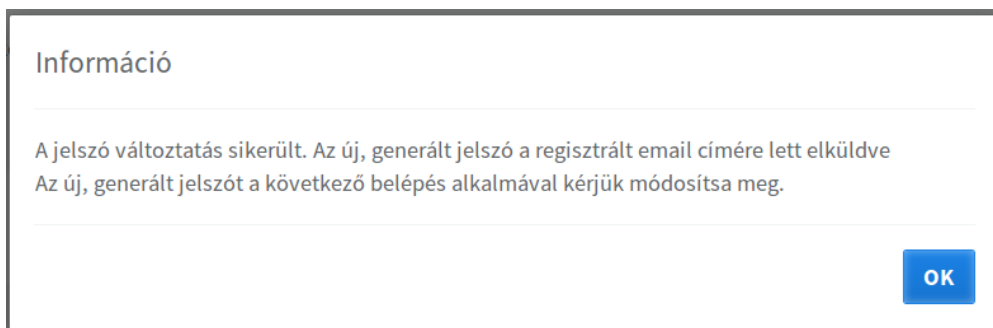 Információ
A jelszó változtatás sikerült. Az új, generált jelszó a regisztrált email címére lett elküldve
Az új, generált jelszót a következő belépés alkalmával kérjük módosítsa meg.
OK